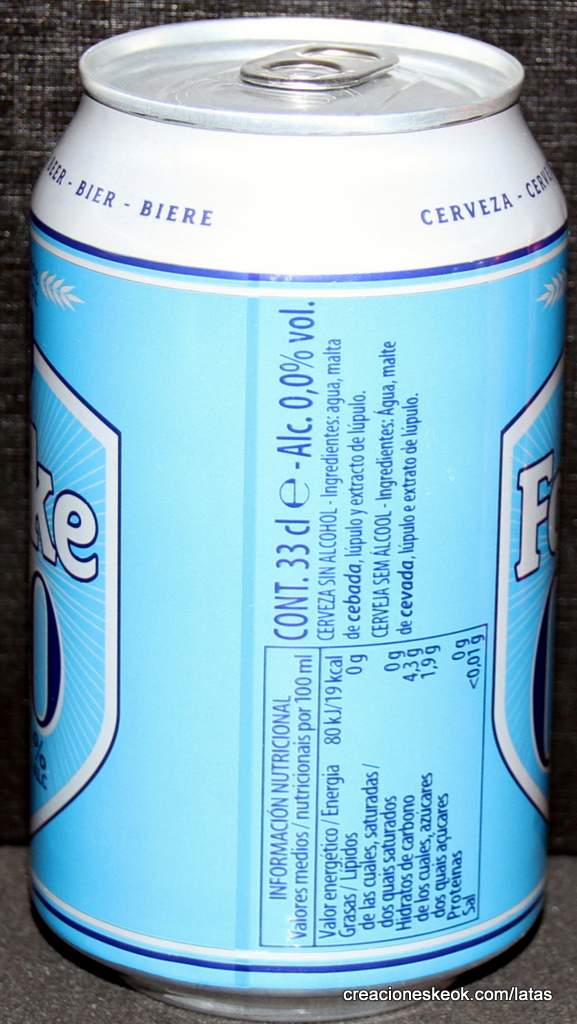 BEER - BIER - BIERE
CERVEZA -
CONT. 33 cl e - Alc. 0,0% vol.
CERVEZA SIN ALCOHOL - Ingredientes: agua, malta
de cebada, lúpulo y extracto de lúpulo.
CERVEJA SEM ÁLCOOL - Ingredientes: Água, malte
de cevada, lúpulo e extrato de lúpulo.
INFORMACIÓN NUTRICIONAL
Valores medios / nutricionais por 100 ml
Valor energético / Energia 80 kJ/19 kcal
Grasas / Lípidos 0 g
de las cuales, saturadas /
dos quais saturados 0 g
Hidratos de carbono 4,3 g
de los cuales, azúcares 1,9 g
dos quais açúcares
Proteínas 0 g
Sal <0,01 g
ke
0
Fe
creacioneskeok.com/latas